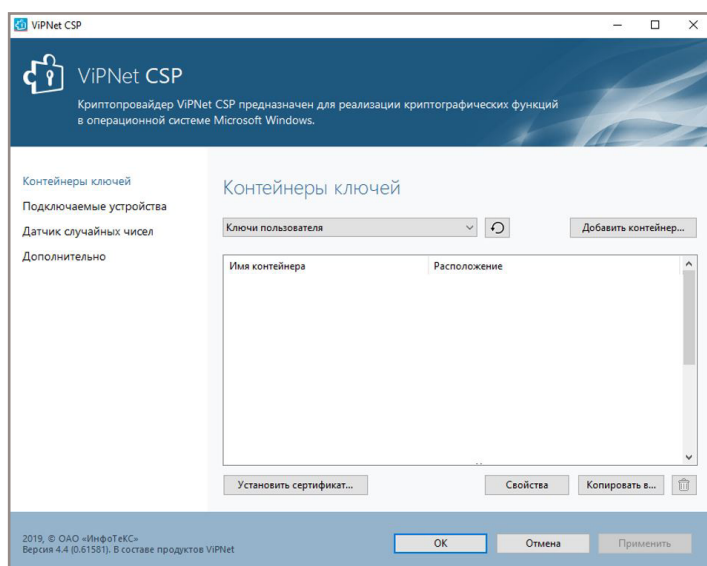 ViPNet CSP
ViPNet CSP
Криптопровайдер ViPNet CSP предназначен для реализации криптографических функций
в операционной системе Microsoft Windows.
Контейнеры ключей
Подключаемые устройства
Датчик случайных чисел
Дополнительно
Контейнеры ключей
Ключи пользователя
Добавить контейнер...
Имя контейнера
Расположение
Установить сертификат...
Свойства
Копировать в...
2019, © ОАО «ИнфоТеКС»
Версия 4.4 (0.61581). В составе продуктов ViPNet
ОК
Отмена
Применить